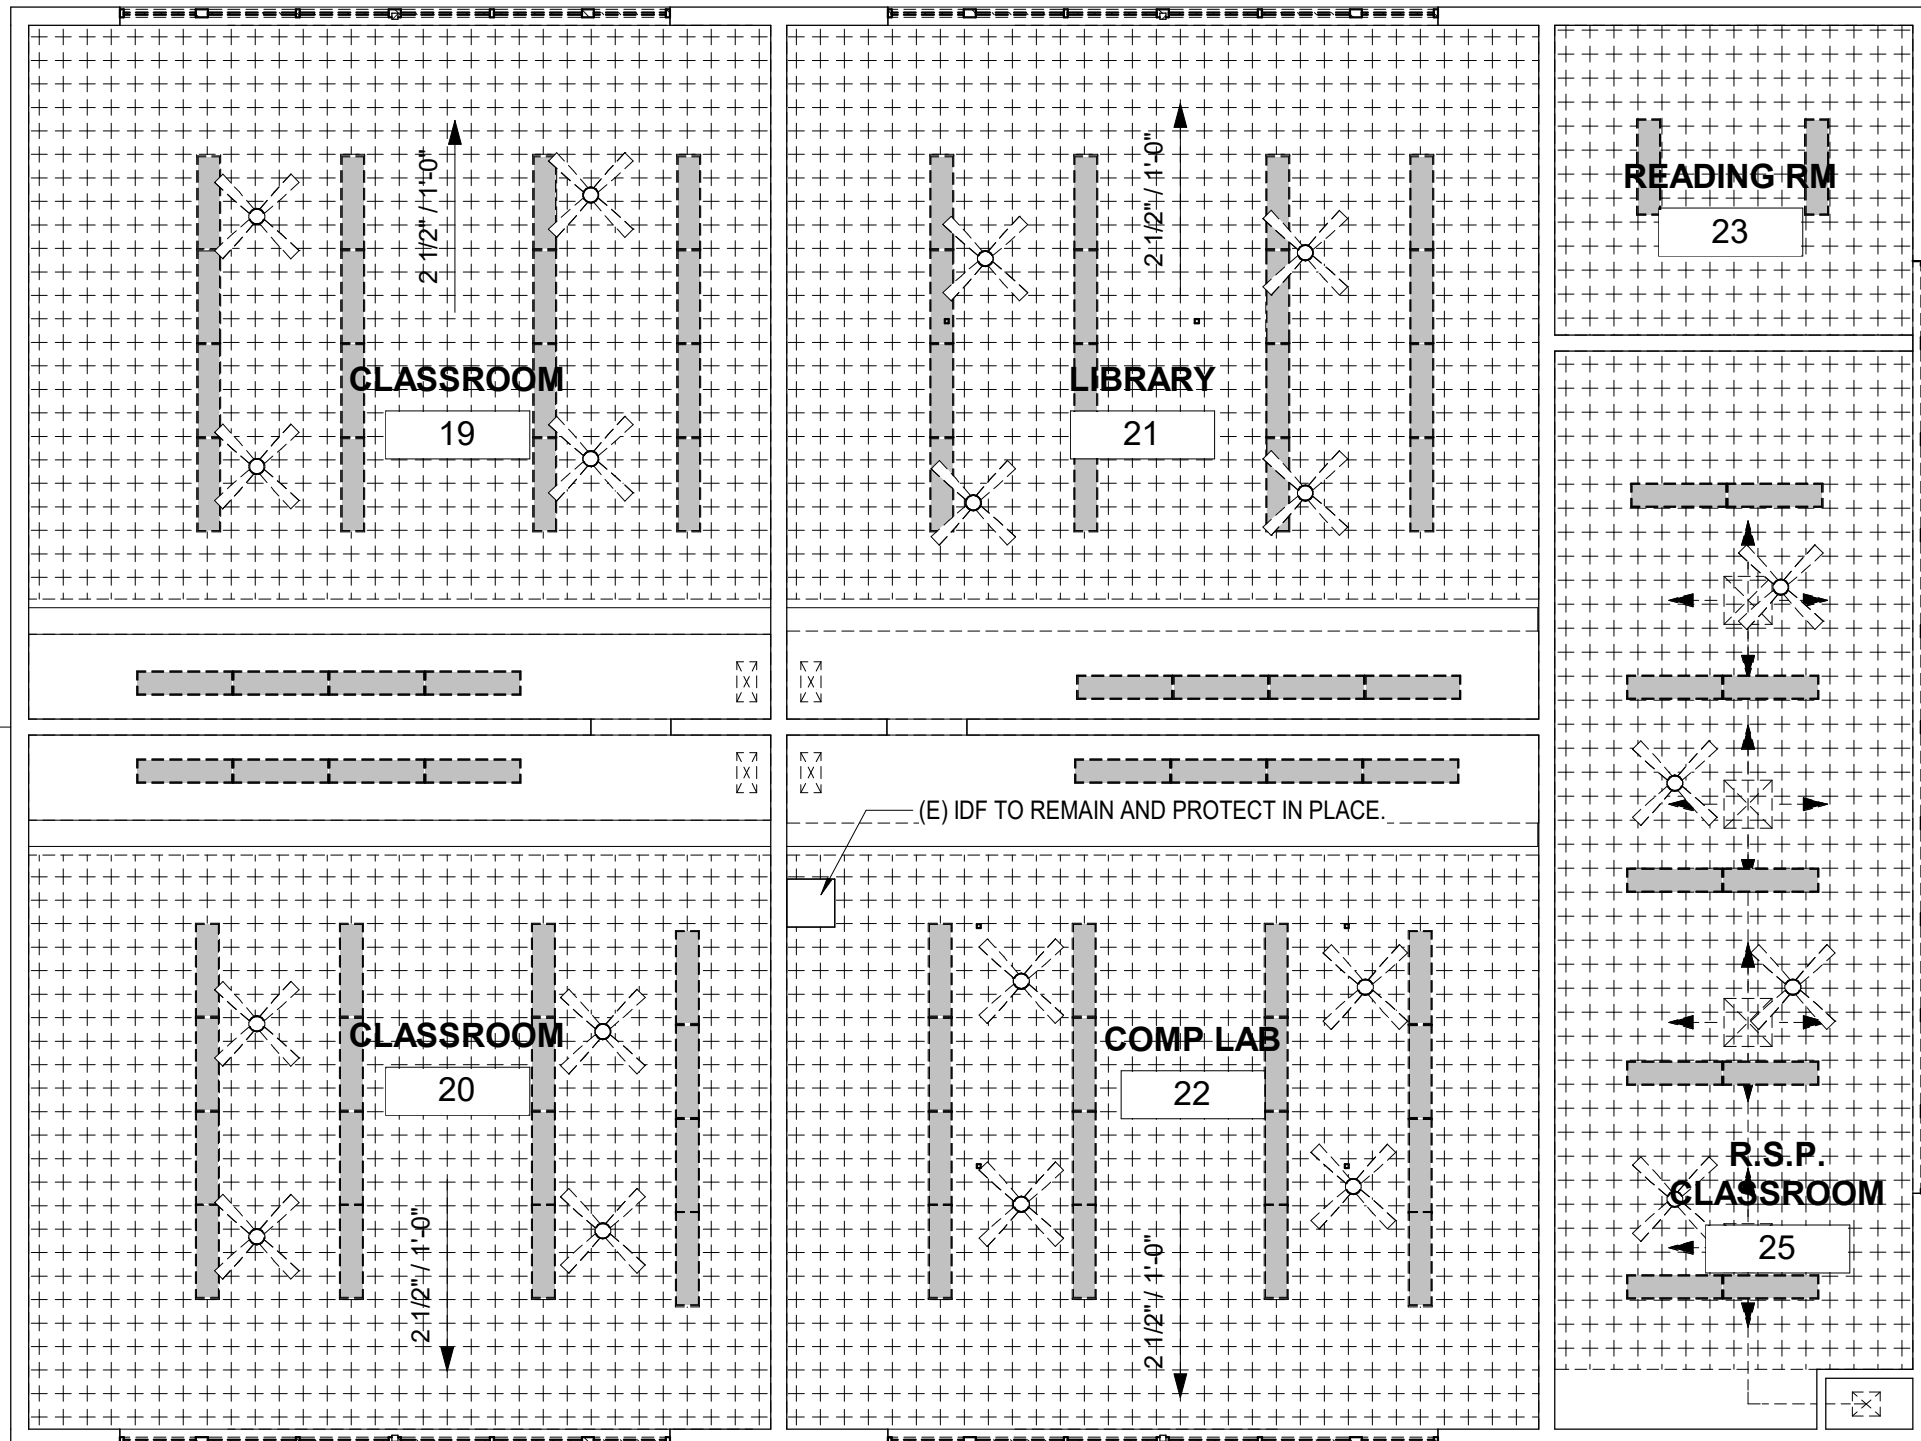 2 1/2" / 1'-0"
CLASSROOM
19
2 1/2" / 1'-0"
LIBRARY
21
READING RM
23
(E) IDF TO REMAIN AND PROTECT IN PLACE.
CLASSROOM
20
2 1/2" / 1'-0"
COMP LAB
22
2 1/2" / 1'-0"
R.S.P.
CLASSROOM
25